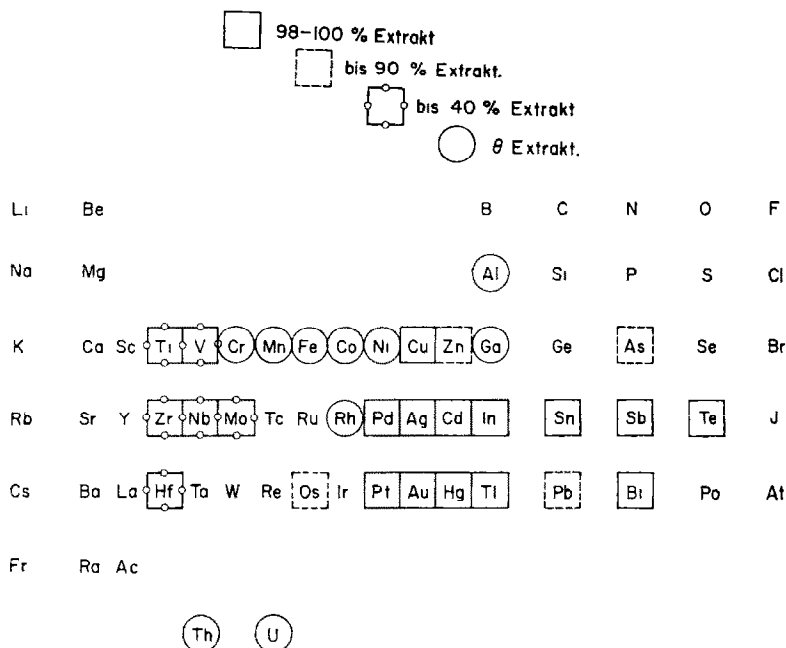 98-100 % Extrakt
bis 90 % Extrakt.
bis 40 % Extrakt
θ Extrakt.
Li Be B C N O F
Na Mg Al Si P S Cl
K Ca Sc Ti V Cr Mn Fe Co Ni Cu Zn Ga Ge As Se Br
Rb Sr Y Zr Nb Mo Tc Ru Rh Pd Ag Cd In Sn Sb Te J
Cs Ba La Hf Ta W Re Os Ir Pt Au Hg Tl Pb Bi Po At
Fr Ra Ac
Th U